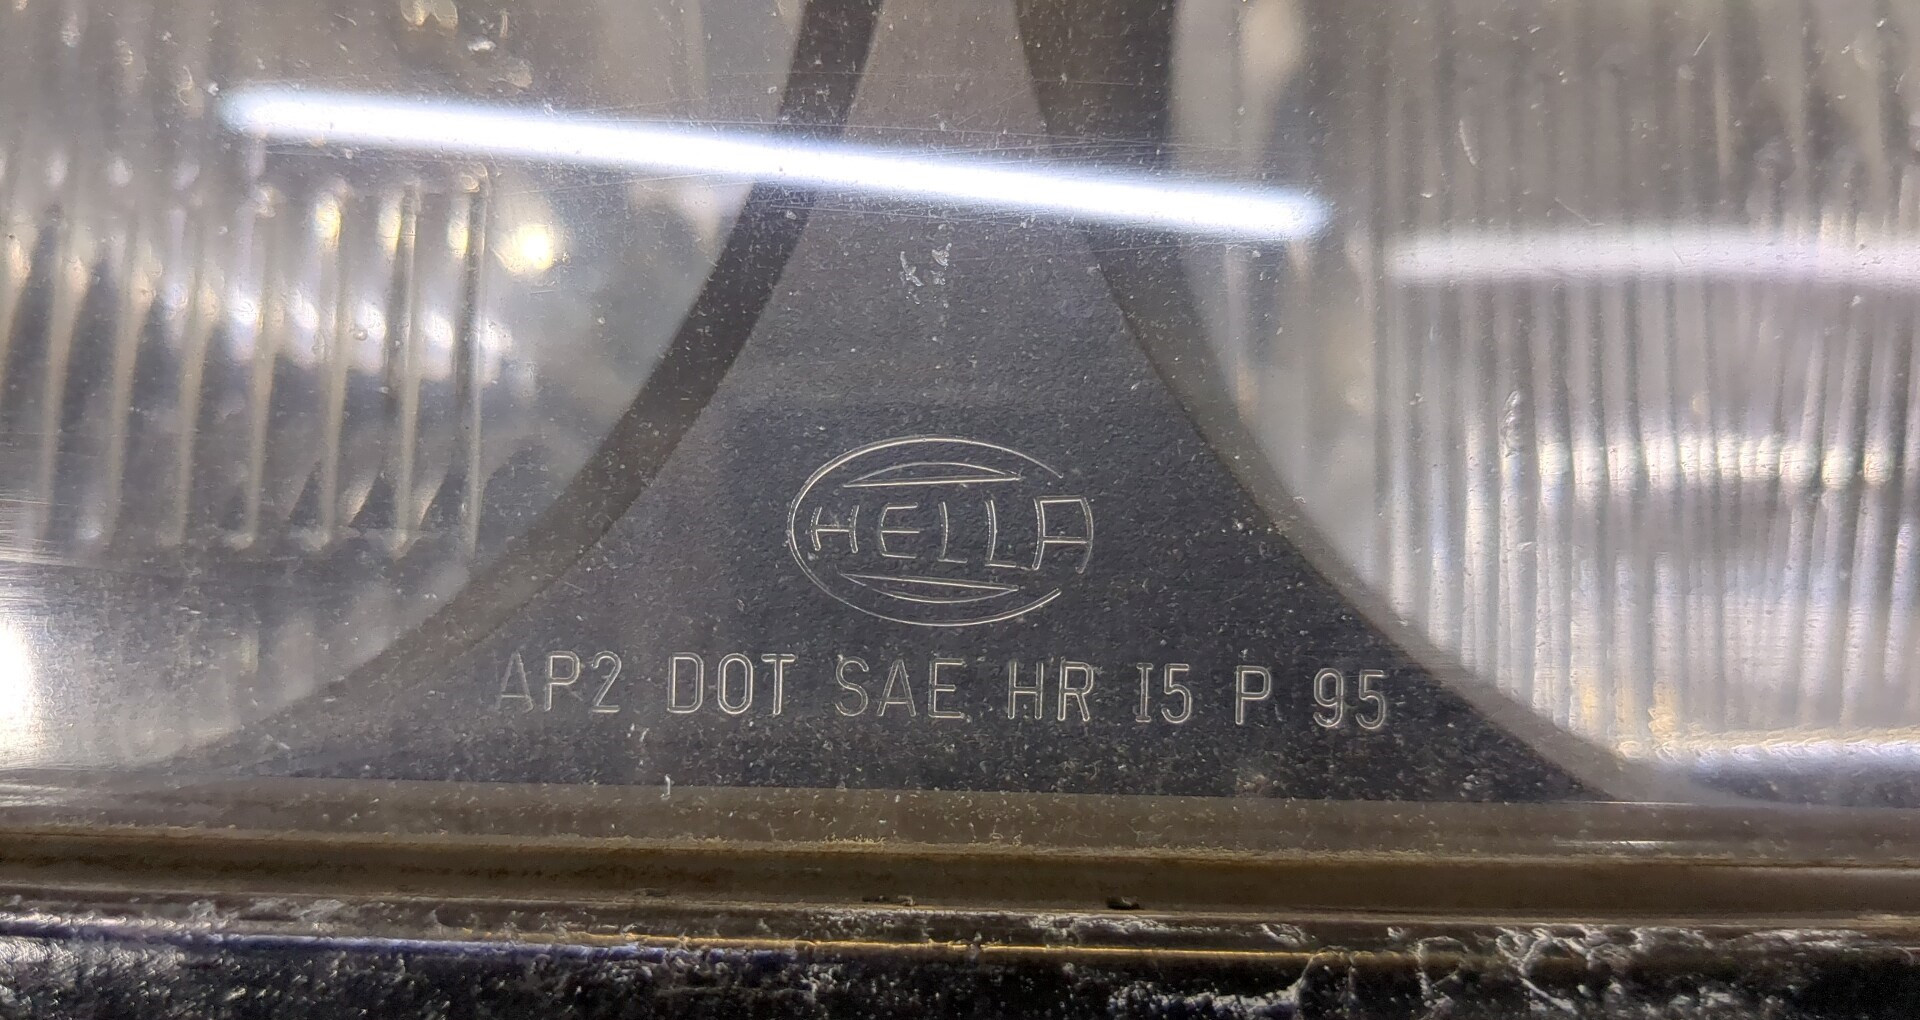 HELLA
AP2 DOT SAE HR I5 P 95